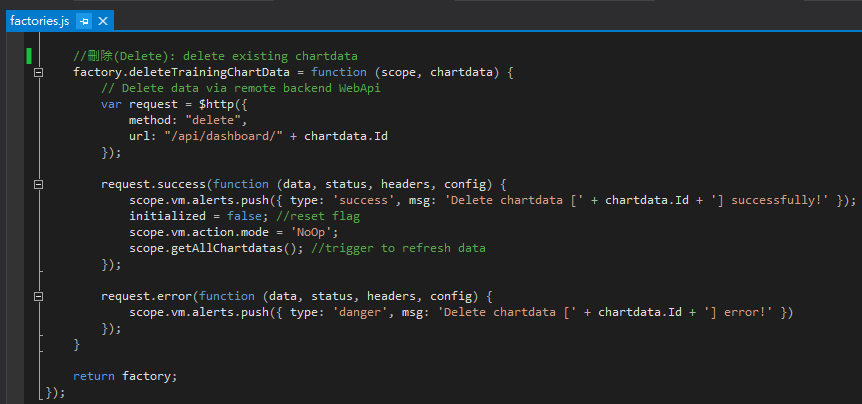 factories.js
//刪除(Delete): delete existing chartdata
factory.deleteTrainingChartData = function (scope, chartdata) {
// Delete data via remote backend WebApi
var request = $http({
method: "delete",
url: "/api/dashboard/" + chartdata.Id
});
request.success(function (data, status, headers, config) {
scope.vm.alerts.push({ type: 'success', msg: 'Delete chartdata [' + chartdata.Id + '] successfully!' });
initialized = false; //reset flag
scope.vm.action.mode = 'NoOp';
scope.getAllChartdatas(); //trigger to refresh data
});
request.error(function (data, status, headers, config) {
scope.vm.alerts.push({ type: 'danger', msg: 'Delete chartdata [' + chartdata.Id + '] error!' })
});
}
return factory;
});